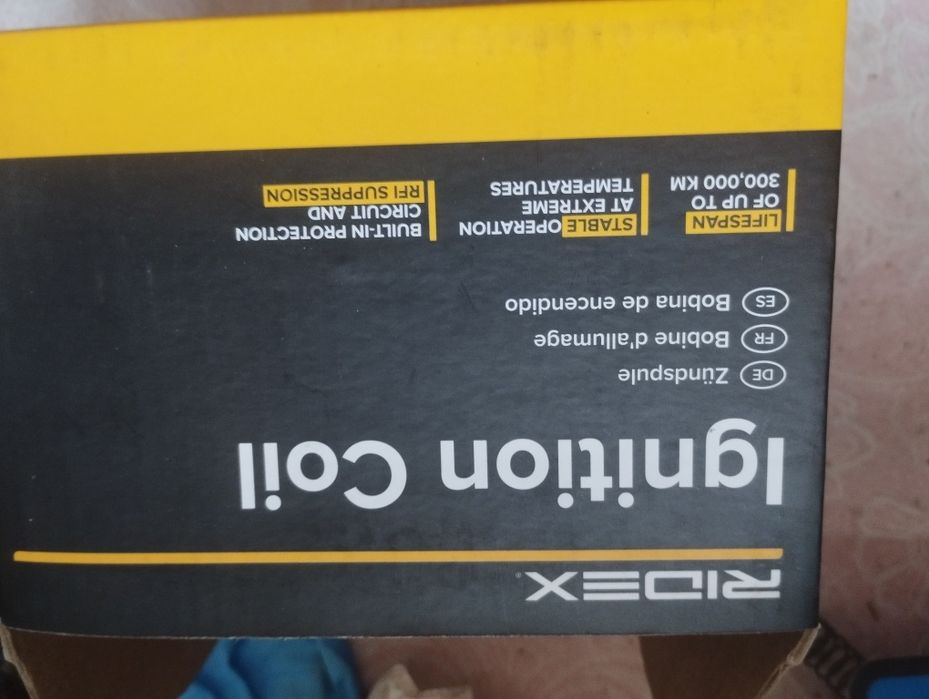 RIDEX
Ignition Coil
DE Zündspule
FR Bobine d'allumage
ES Bobina de encendido
LIFESPAN
OF UP TO
300,000 KM
STABLE OPERATION
AT EXTREME
TEMPERATURES
BUILT-IN PROTECTION
CIRCUIT AND
RFI SUPPRESSION